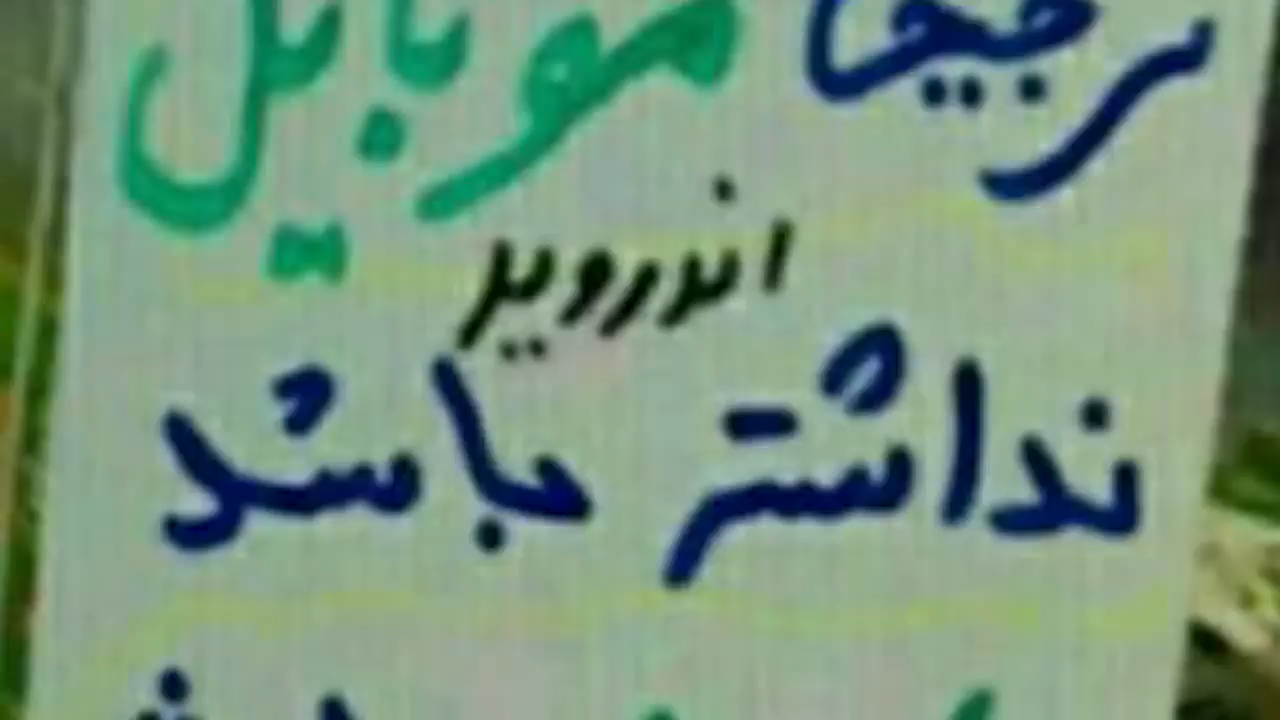 ترجیحا موبایل
اندروید
نداشته باشد